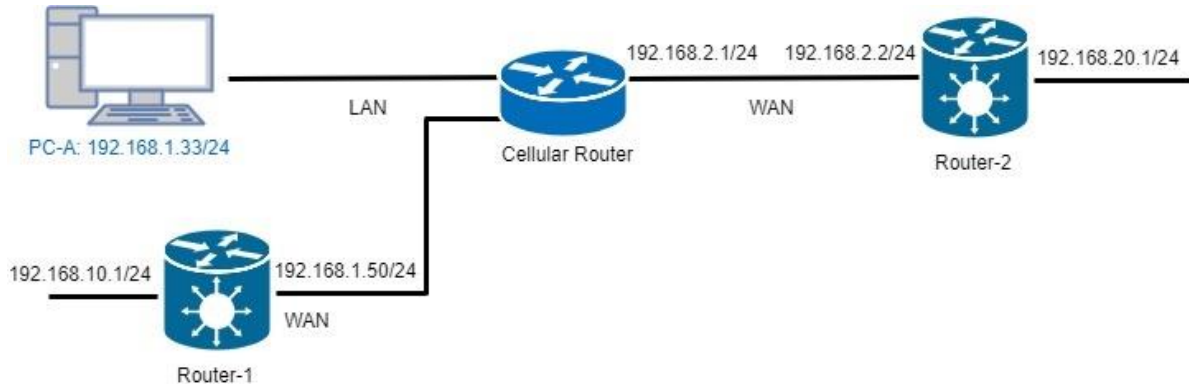 192.168.2.1/24
192.168.2.2/24
192.168.20.1/24
LAN
WAN
PC-A: 192.168.1.33/24
Cellular Router
Router-2
192.168.10.1/24
192.168.1.50/24
WAN
Router-1